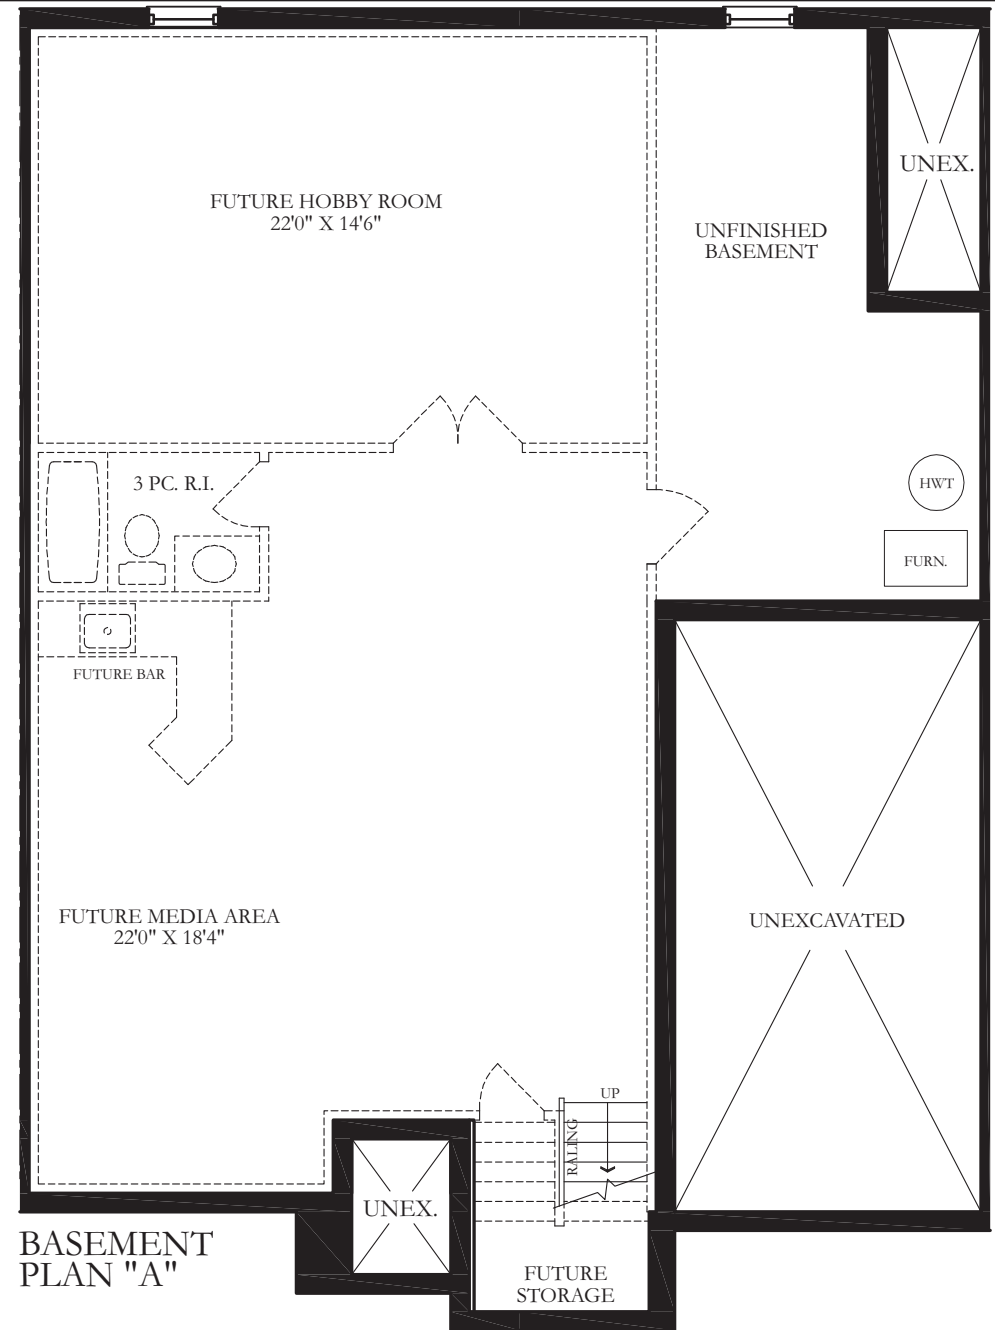 UNEX.
FUTURE HOBBY ROOM
22'0" X 14'6"
UNFINISHED
BASEMENT
3 PC. R.I.
HWT
FURN.
FUTURE BAR
FUTURE MEDIA AREA
22'0" X 18'4"
UNEXCAVATED
UP
RALING
UNEX.
BASEMENT
PLAN "A"
FUTURE
STORAGE